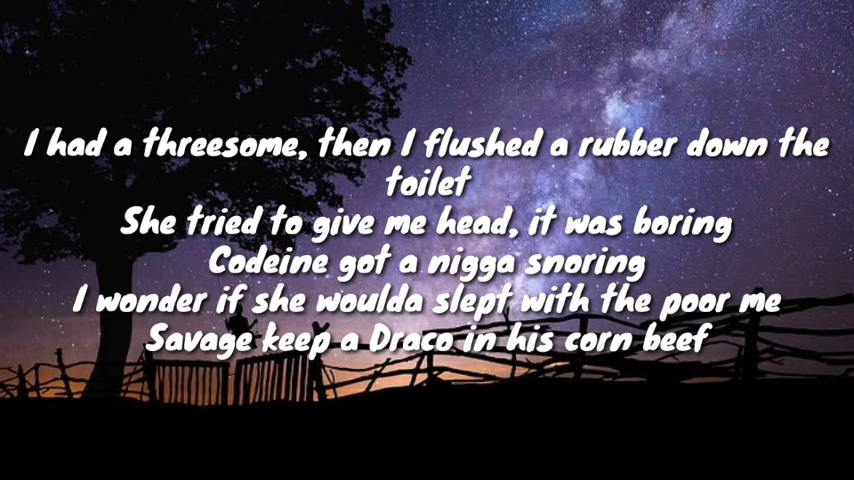 I had a threesome, then I flushed a rubber down the
toilet
She tried to give me head, it was boring
Codeine got a nigga snoring
I wonder if she woulda slept with the poor me
Savage keep a Draco in his corn beef